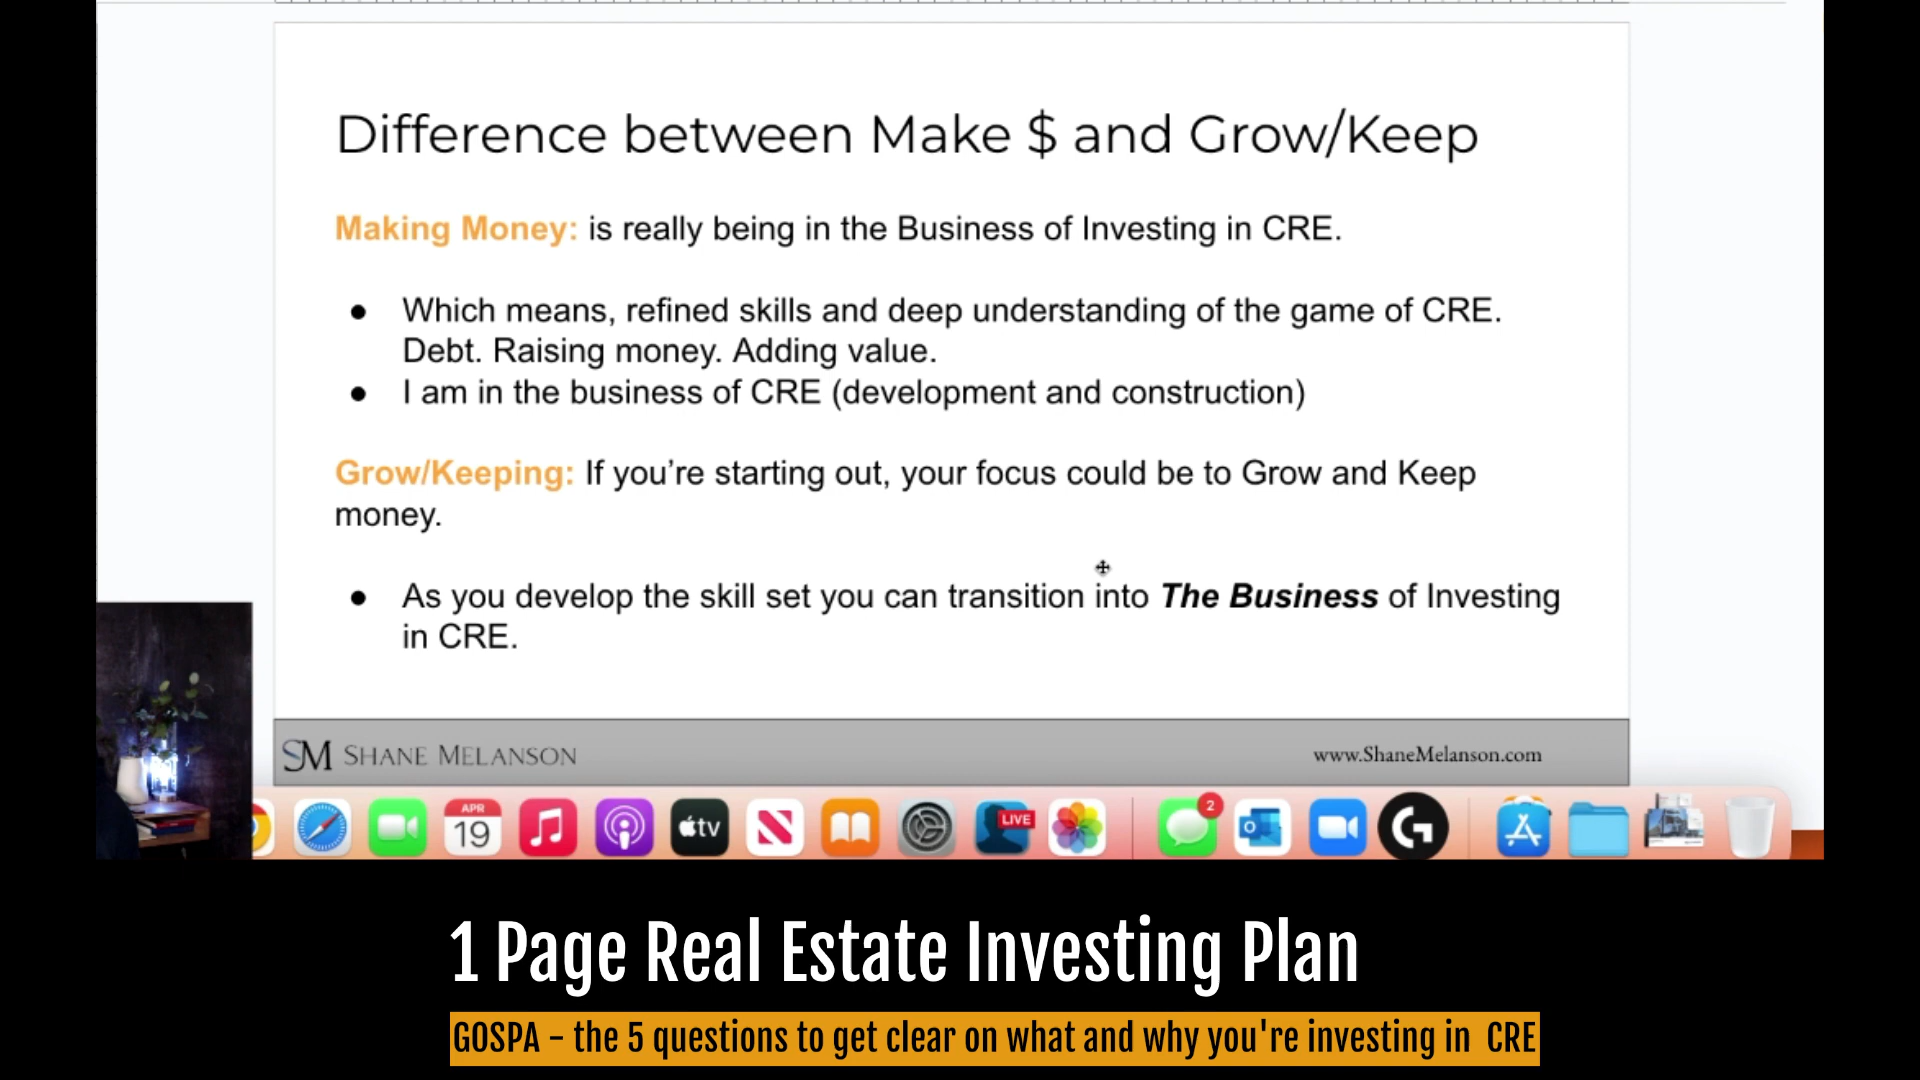 Difference between Make $ and Grow/Keep
Making Money: is really being in the Business of Investing in CRE.
● Which means, refined skills and deep understanding of the game of CRE.
Debt. Raising money. Adding value.
● I am in the business of CRE (development and construction)
Grow/Keeping: If you’re starting out, your focus could be to Grow and Keep
money.
● As you develop the skill set you can transition into The Business of Investing
in CRE.
SM SHANE MELANSON
www.ShaneMelanson.com
APR
19
tv
LIVE
2
1 Page Real Estate Investing Plan
GOSPA - the 5 questions to get clear on what and why you're investing in CRE